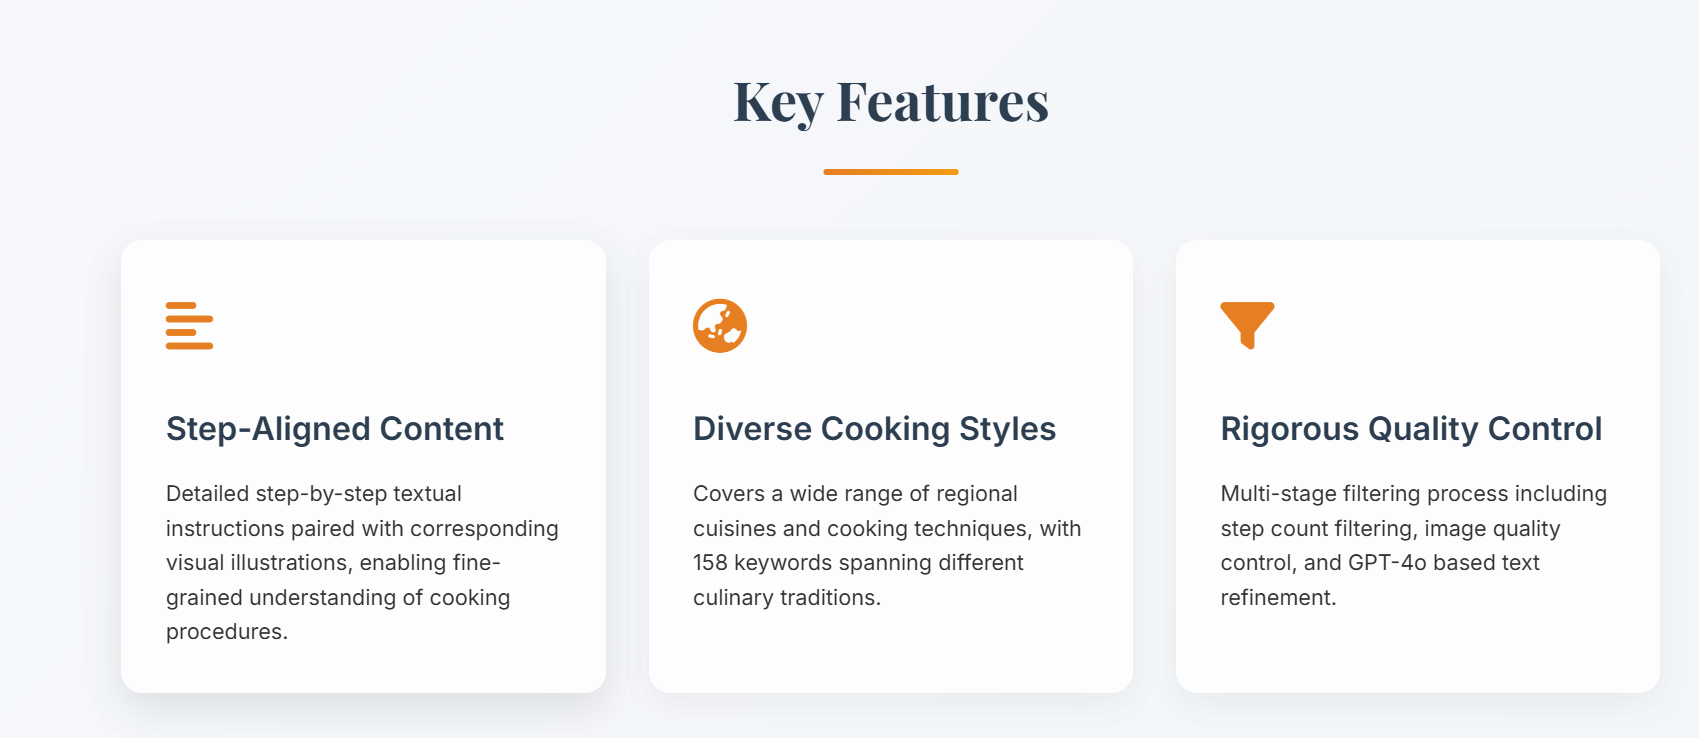 Key Features
Step-Aligned Content
Detailed step-by-step textual
instructions paired with corresponding
visual illustrations, enabling fine-
grained understanding of cooking
procedures.
Diverse Cooking Styles
Covers a wide range of regional
cuisines and cooking techniques, with
158 keywords spanning different
culinary traditions.
Rigorous Quality Control
Multi-stage filtering process including
step count filtering, image quality
control, and GPT-4o based text
refinement.